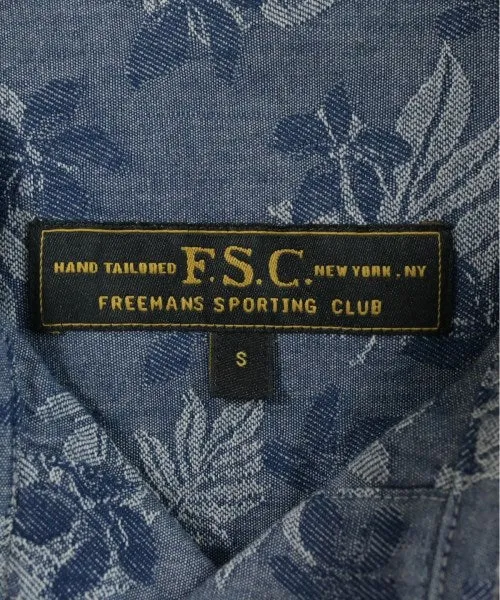 HAND TAILORED F.S.C. NEW YORK. NY
FREEMANS SPORTING CLUB
S